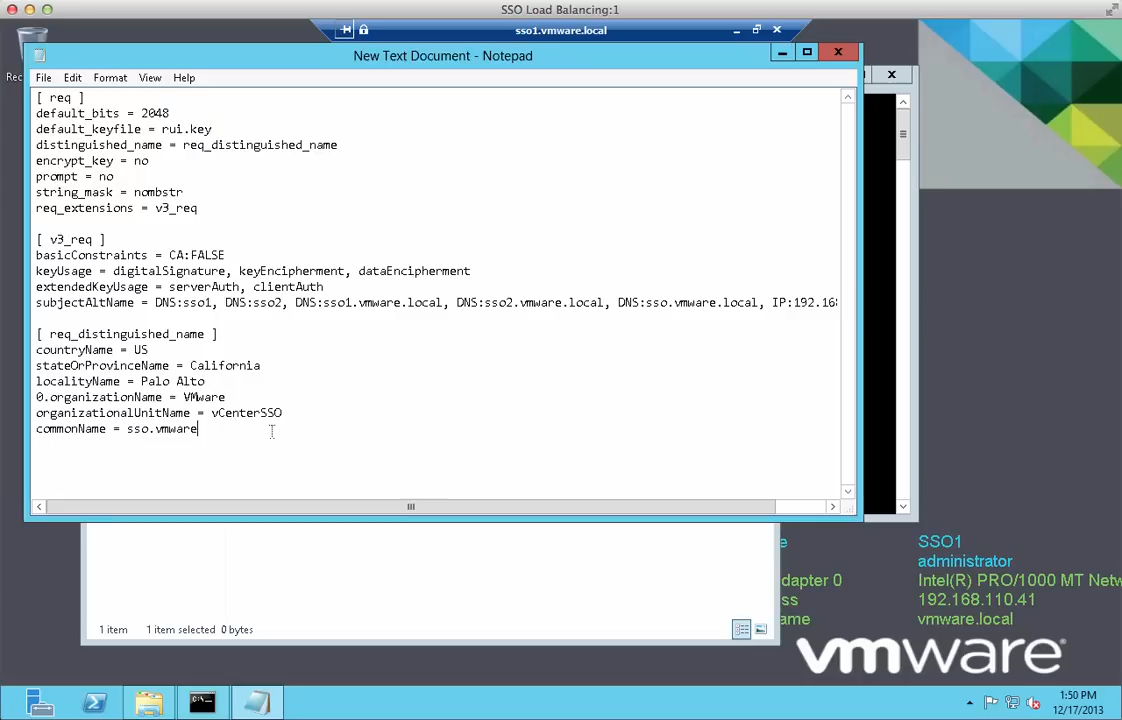 SSO Load Balancing:1
sso1.vmware.local
New Text Document - Notepad
File Edit Format View Help
[ req ]
default_bits = 2048
default_keyfile = rui.key
distinguished_name = req_distinguished_name
encrypt_key = no
prompt = no
string_mask = nombstr
req_extensions = v3_req
[ v3_req ]
basicConstraints = CA:FALSE
keyUsage = digitalSignature, keyEncipherment, dataEncipherment
extendedKeyUsage = serverAuth, clientAuth
subjectAltName = DNS:sso1, DNS:sso2, DNS:sso1.vmware.local, DNS:sso2.vmware.local, DNS:sso.vmware.local, IP:192.168
[ req_distinguished_name ]
countryName = US
stateOrProvinceName = California
localityName = Palo Alto
0.organizationName = VMware
organizationalUnitName = vCenterSSO
commonName = sso.vmware
SSO1
administrator
dapter 0 Intel(R) PRO/1000 MT Netw
ss 192.168.110.41
ame vmware.local
1 item 1 item selected 0 bytes
vmware
1:50 PM
12/17/2013